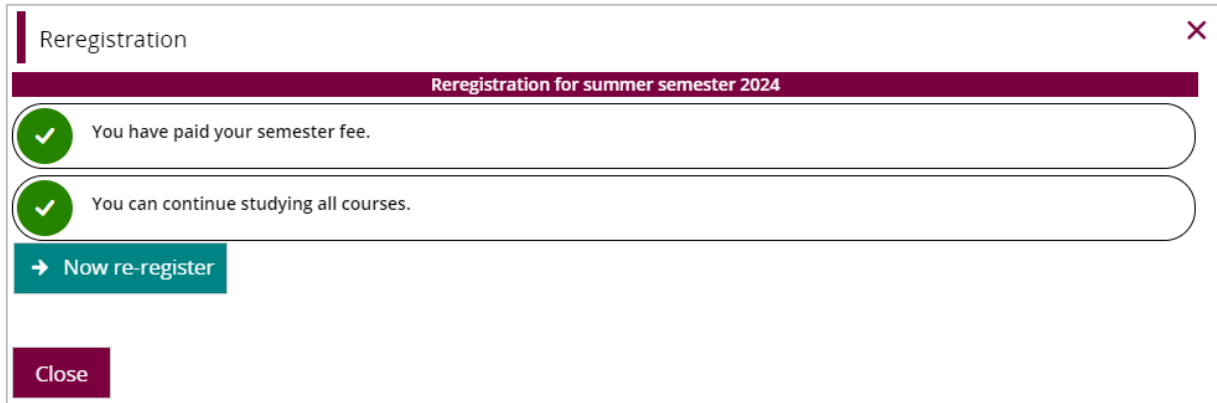 Reregistration
Reregistration for summer semester 2024
You have paid your semester fee.
You can continue studying all courses.
Now re-register
Close